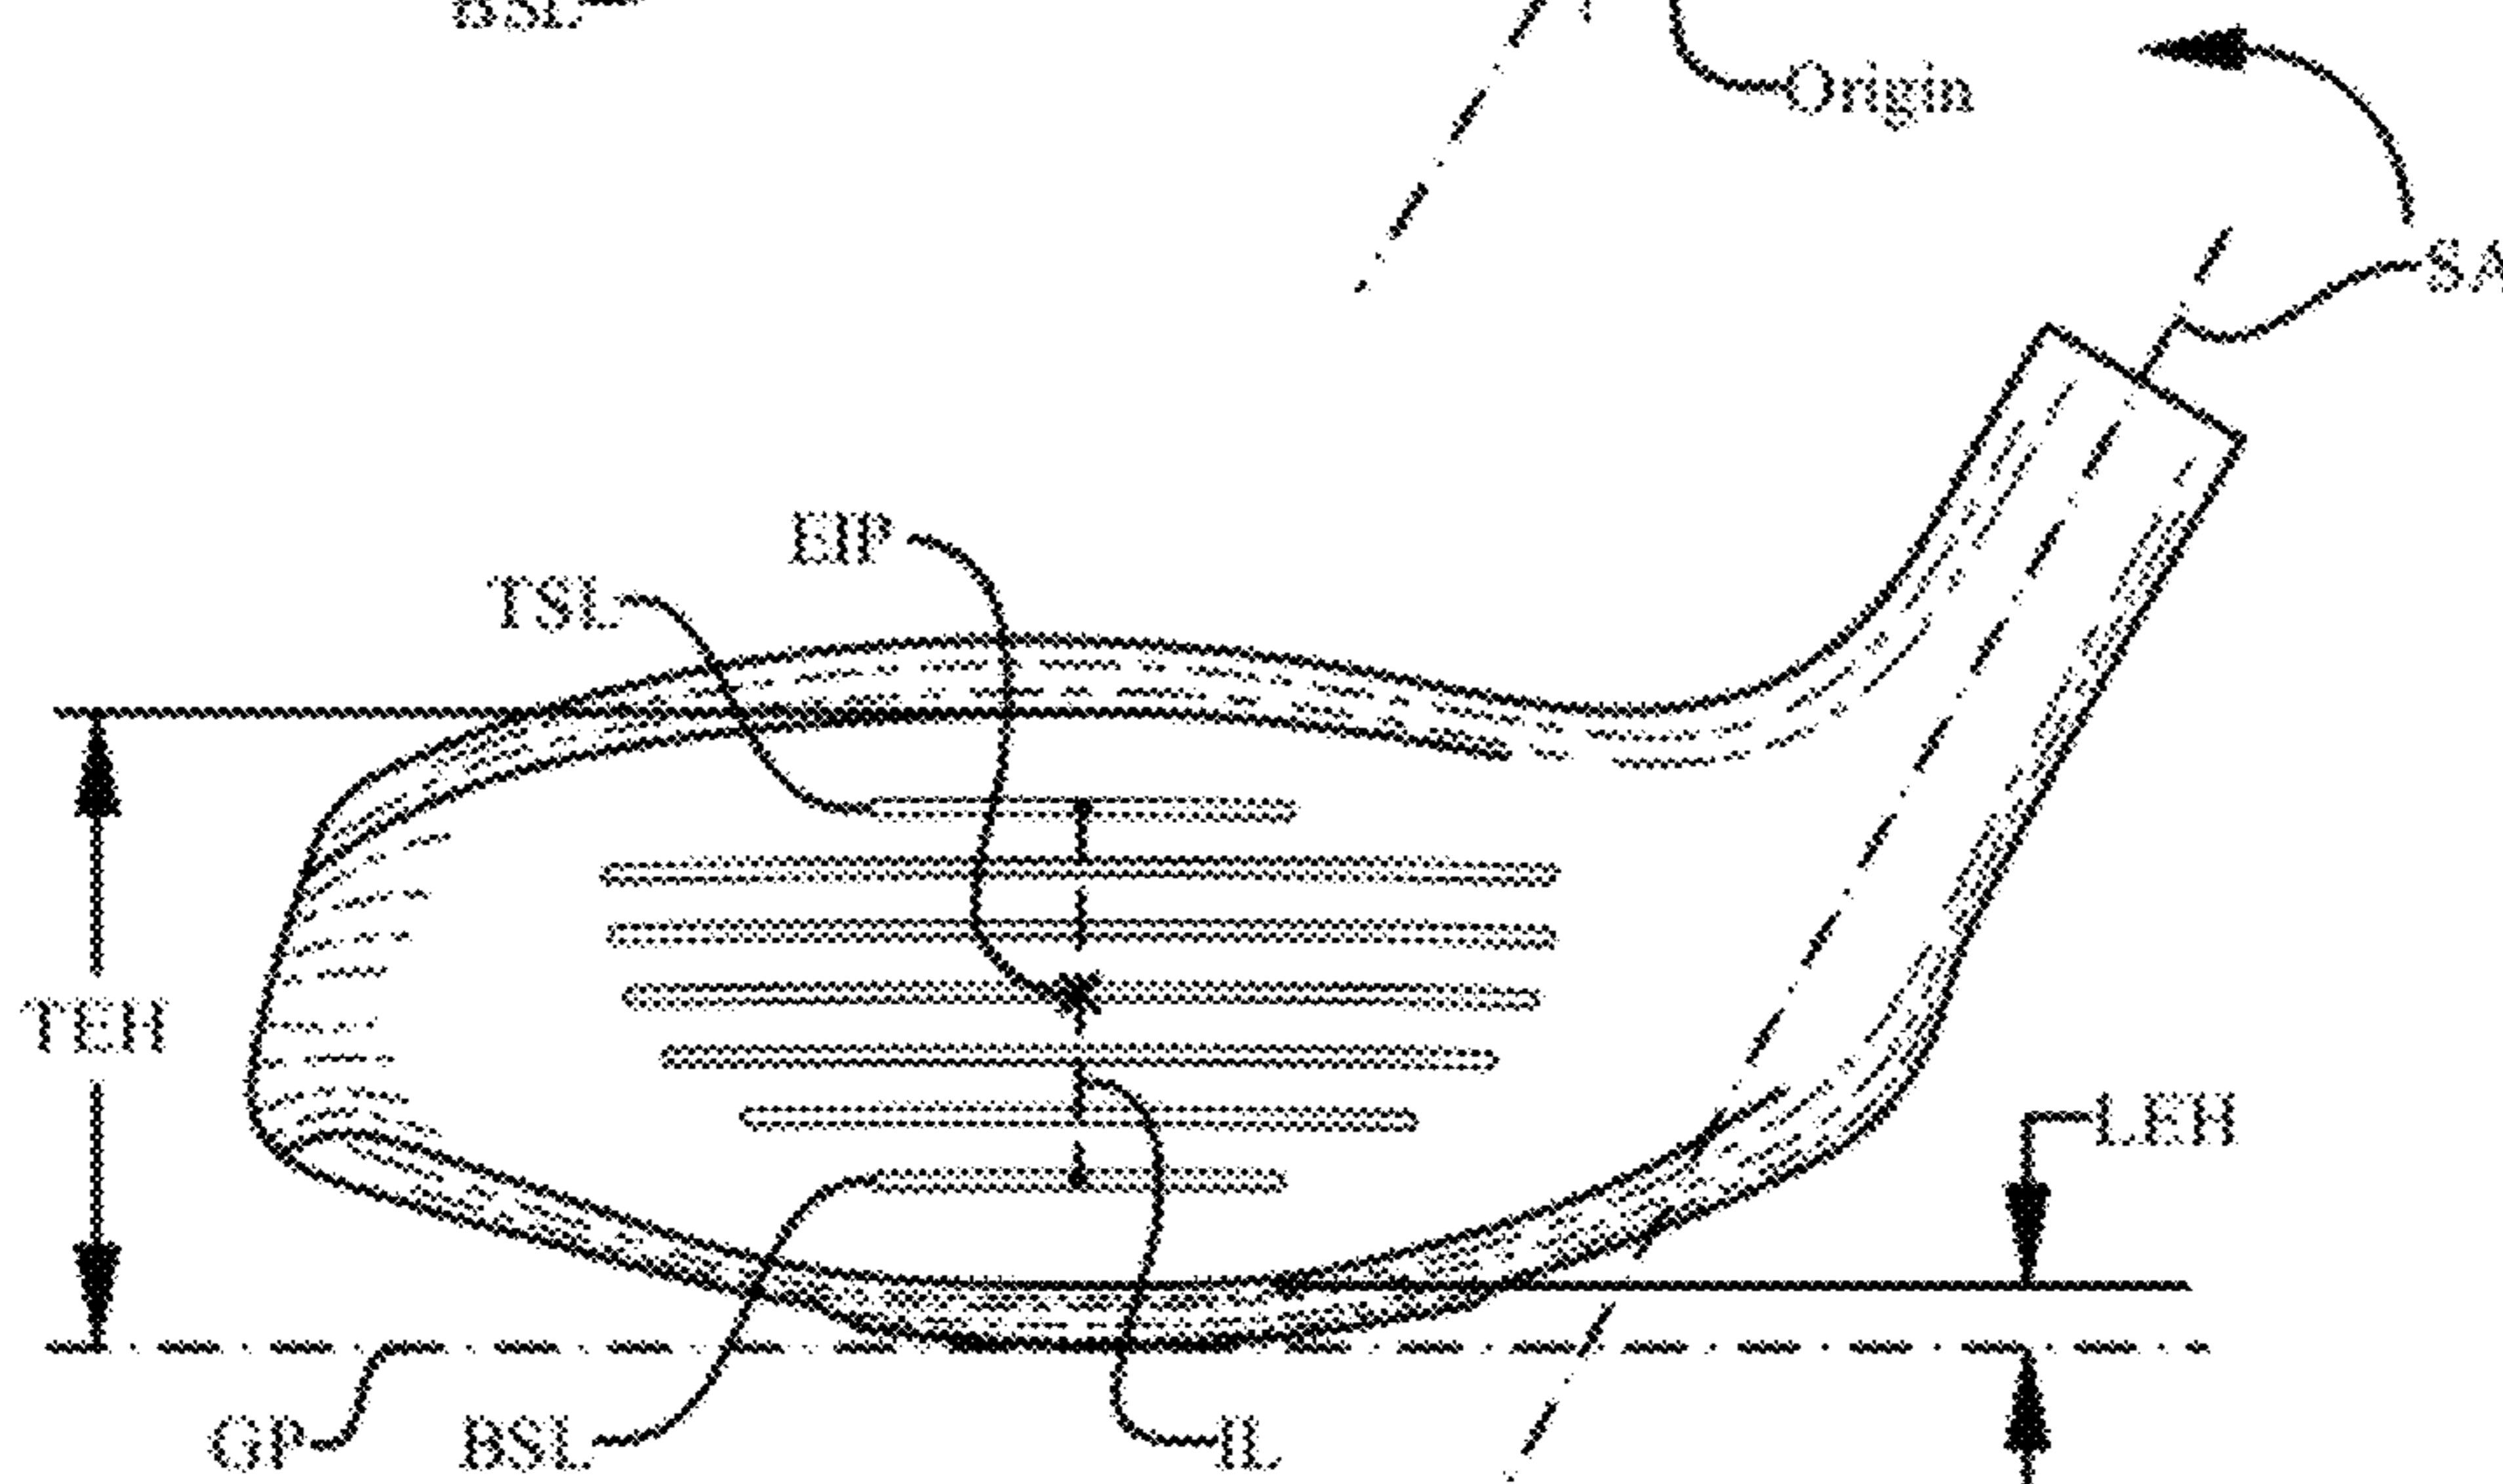 BSL
Origin
SA
EIP
TSL
TEH
LEH
GP
BSL
IL